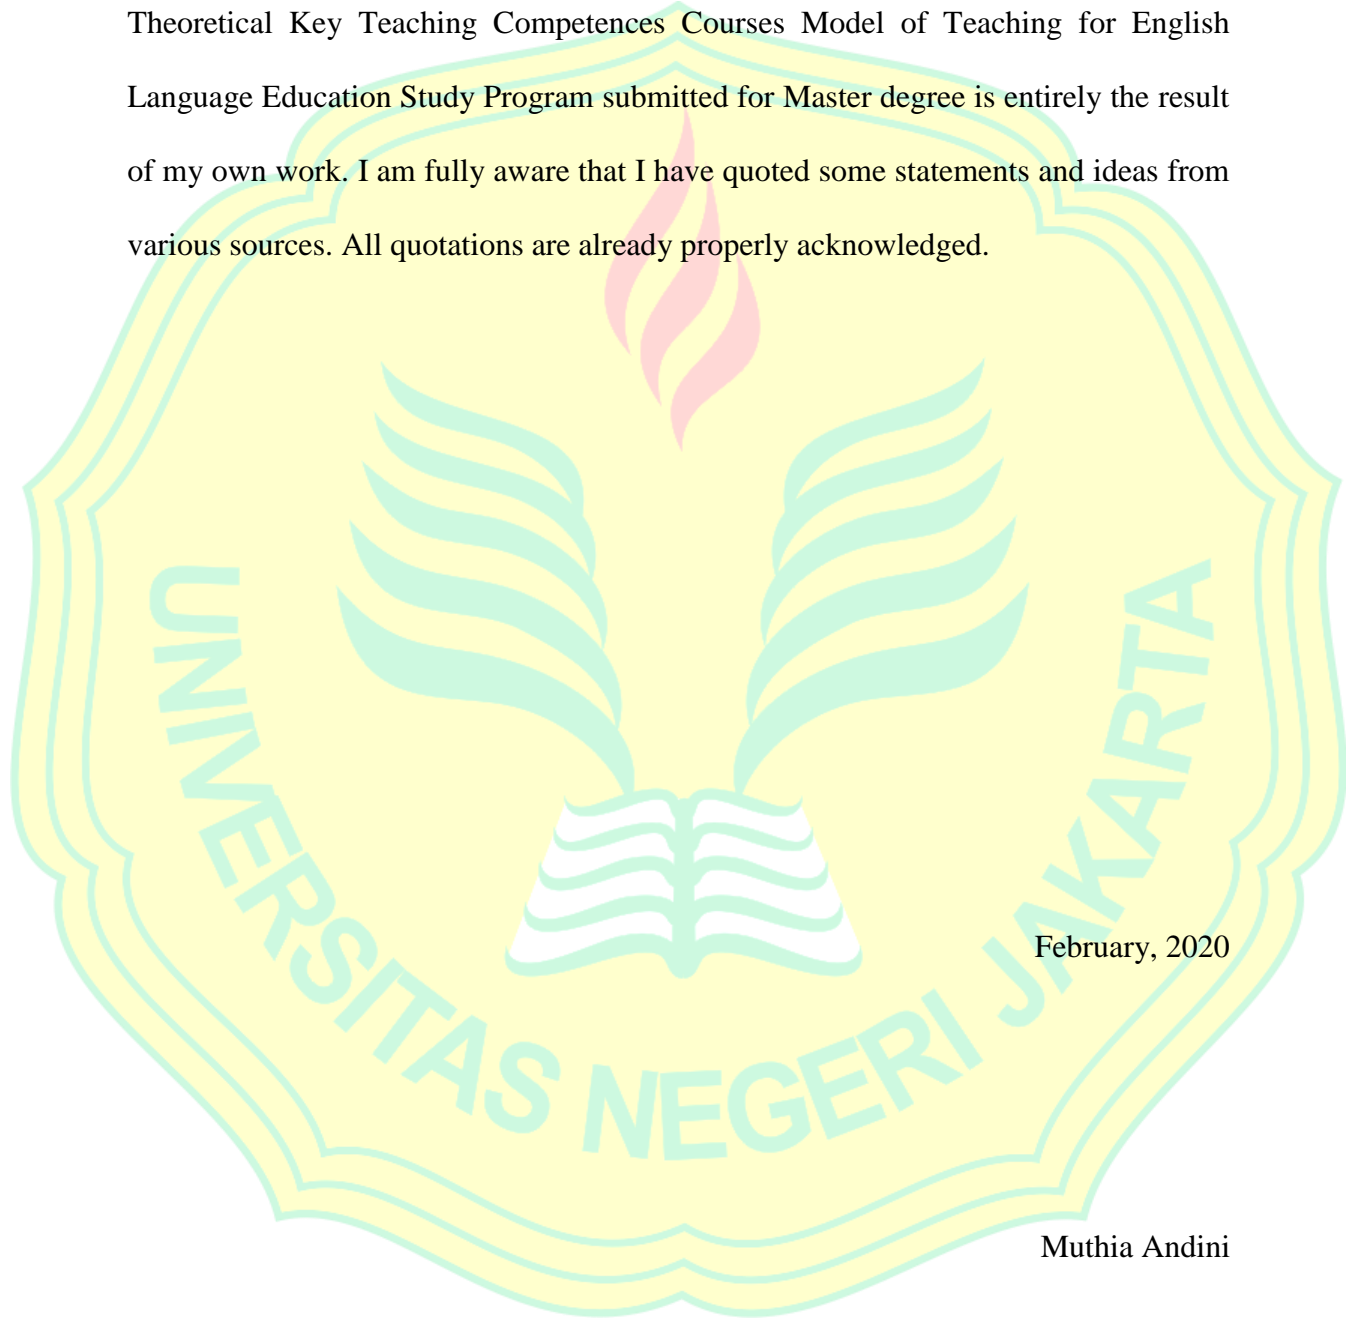 Theoretical Key Teaching Competences Courses Model of Teaching for English
Language Education Study Program submitted for Master degree is entirely the result
of my own work. I am fully aware that I have quoted some statements and ideas from
various sources. All quotations are already properly acknowledged.
UNIVERSITAS NEGERI JAKARTA
February, 2020
Muthia Andini